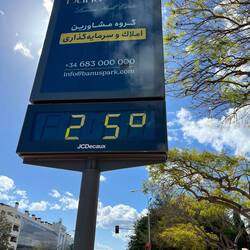 گروه مشاورین
املاک و سرمایه‌گذاری
+34 683 000 000
Info@banuspark.com
25°
JCDecaux